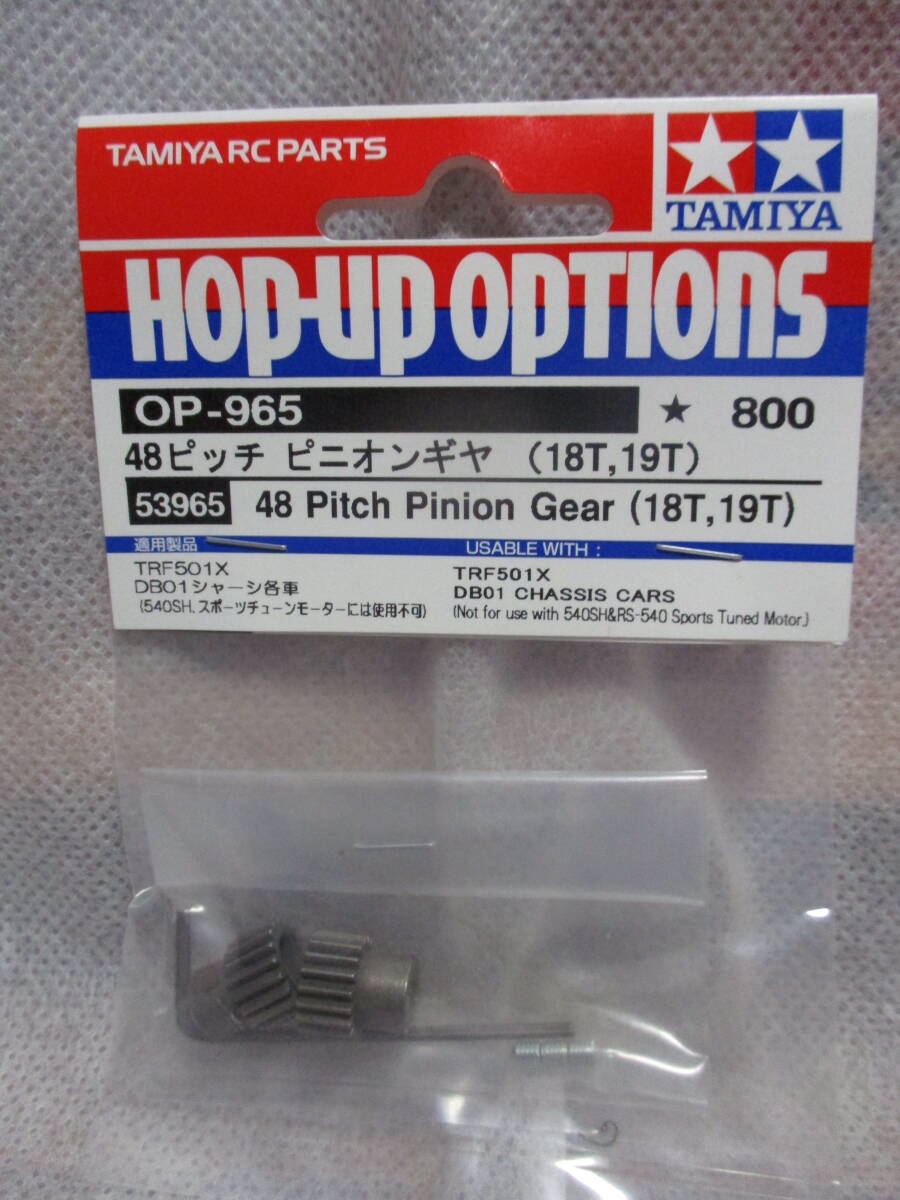 TAMIYA RC PARTS
TAMIYA
HOP-UP OPTIONS
OP-965 ★ 800
48ピッチ ピニオンギヤ (18T,19T)
53965 48 Pitch Pinion Gear (18T,19T)
適用製品
TRF501X
DB01シャーシ各車
(540SH、スポーツチューンモーターには使用不可)
USABLE WITH :
TRF501X
DB01 CHASSIS CARS
(Not for use with 540SH&RS-540 Sports Tuned Motor.)